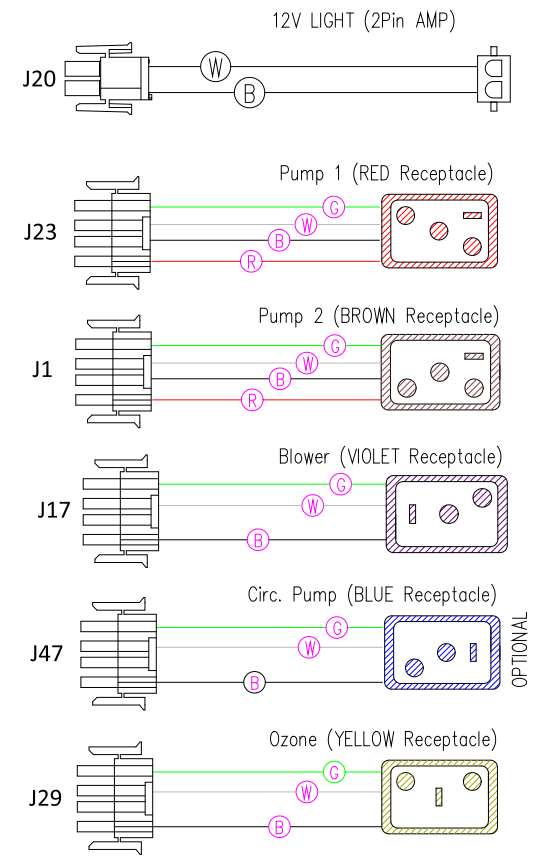 12V LIGHT (2Pin AMP)
J20
W
B
Pump 1 (RED Receptacle)
J23
G
W
B
R
Pump 2 (BROWN Receptacle)
J1
G
W
B
R
Blower (VIOLET Receptacle)
J17
G
W
B
Circ. Pump (BLUE Receptacle)
J47
G
W
B
OPTIONAL
Ozone (YELLOW Receptacle)
J29
G
W
B